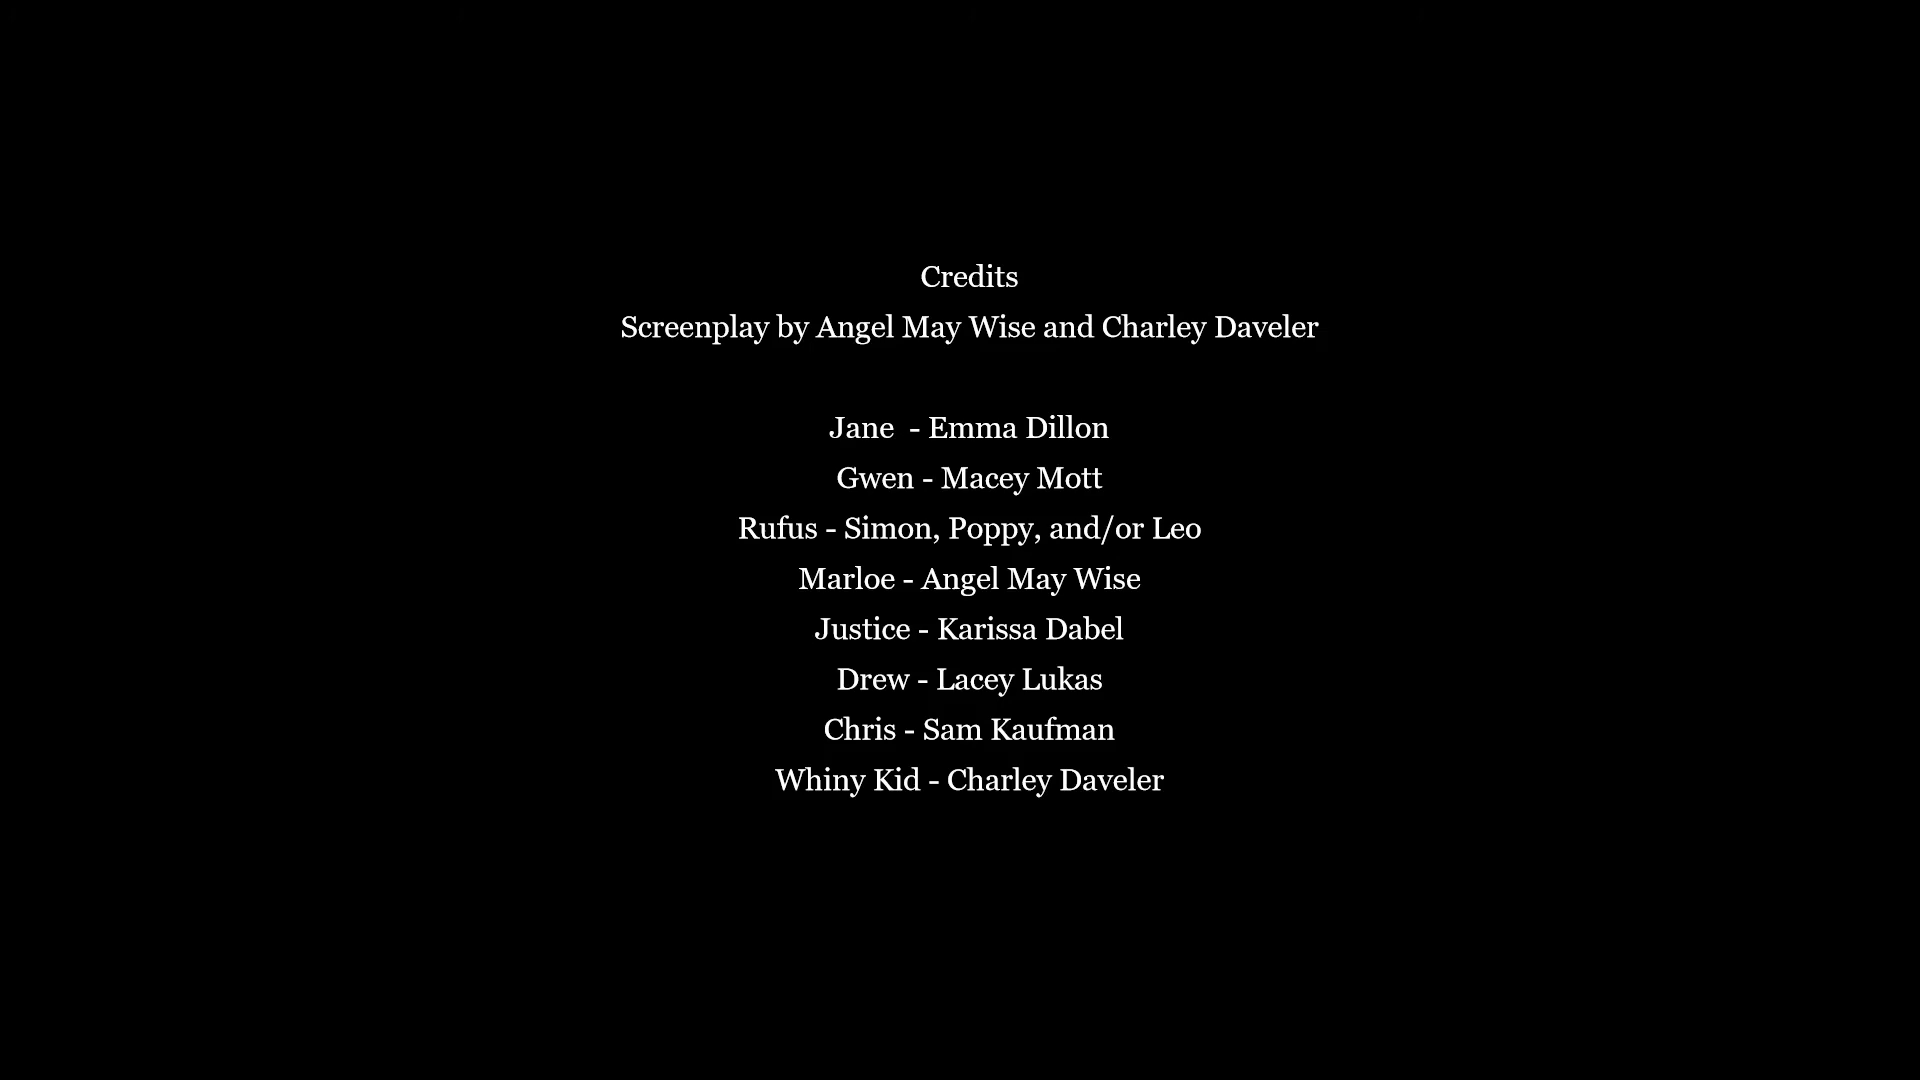 Credits
Screenplay by Angel May Wise and Charley Daveler
Jane  - Emma Dillon
Gwen - Macey Mott
Rufus - Simon, Poppy, and/or Leo
Marloe - Angel May Wise
Justice - Karissa Dabel
Drew - Lacey Lukas
Chris - Sam Kaufman
Whiny Kid - Charley Daveler